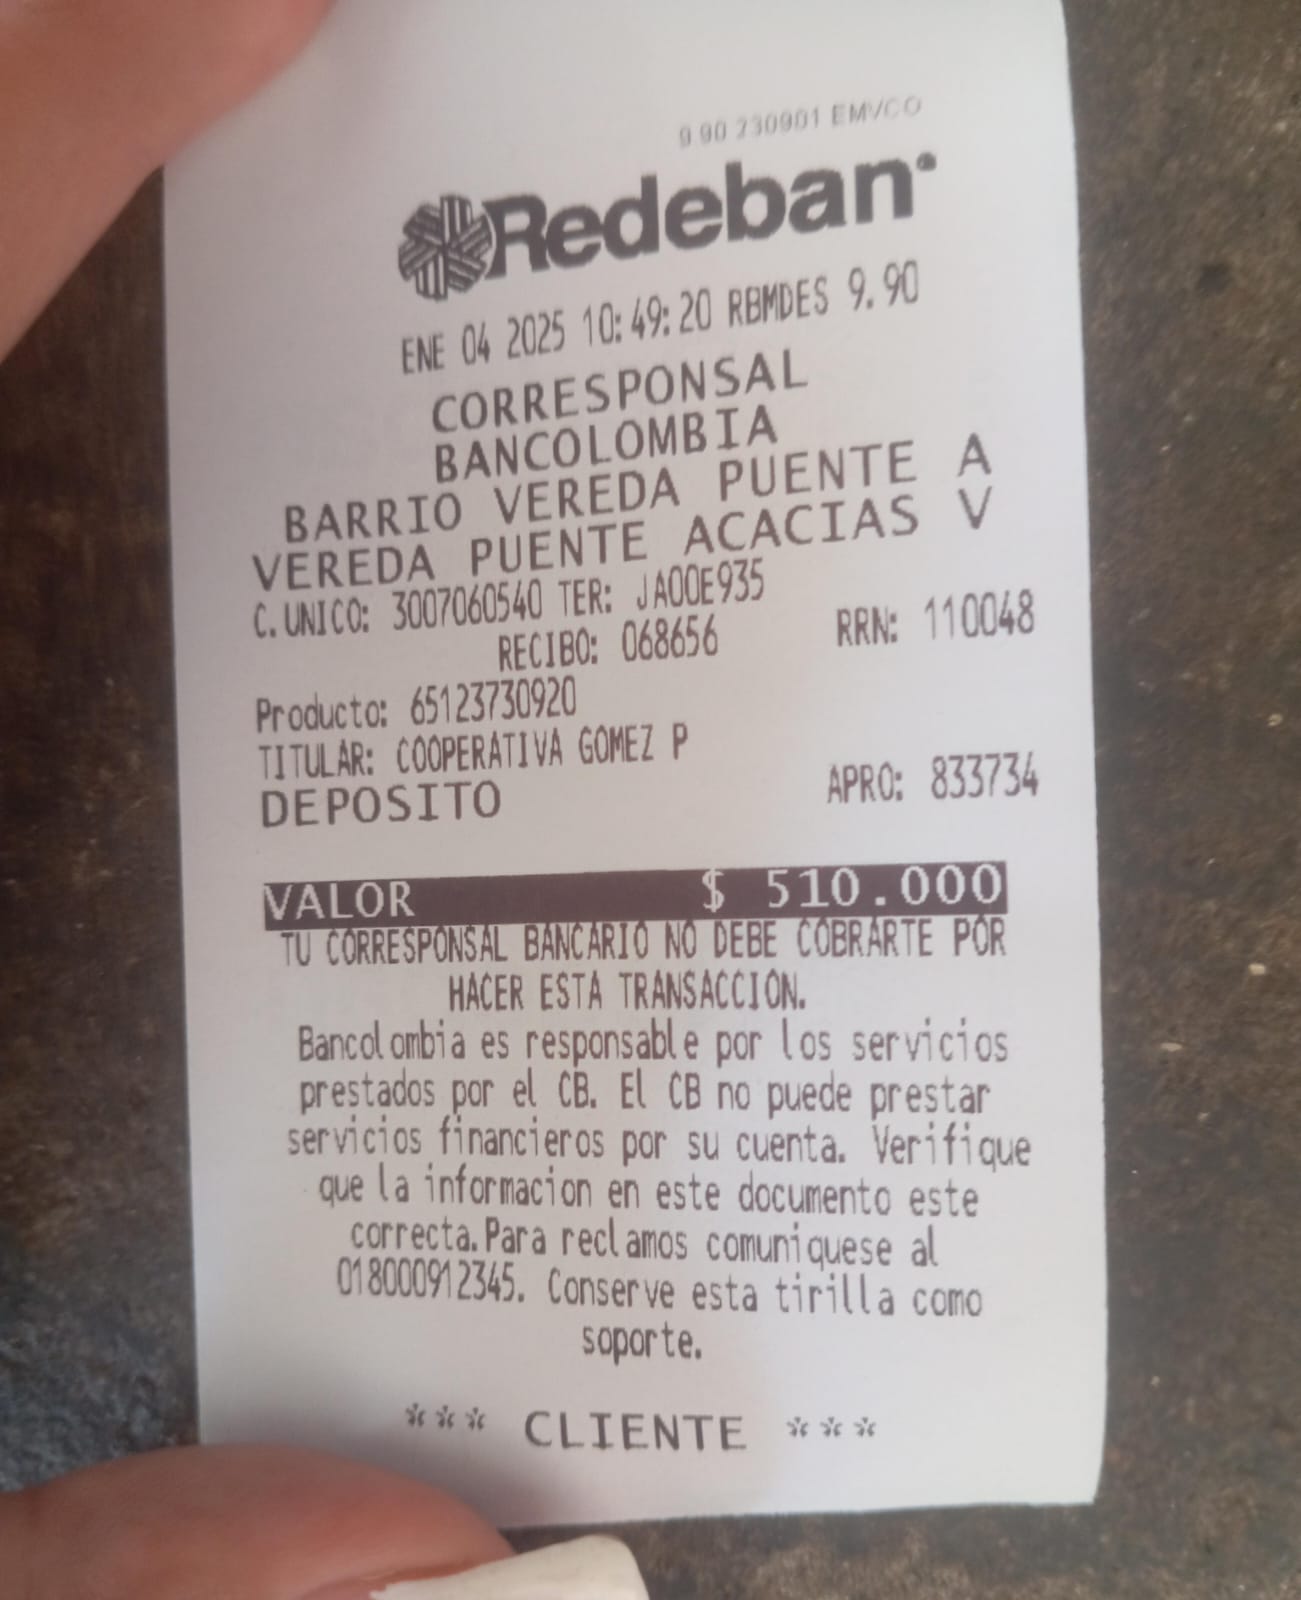 9.90 230901 EMVCO
Redeban
ENE 04 2025 10:49:20 RBMDES 9.90
CORRESPONSAL
BANCOLOMBIA
BARRIO VEREDA PUENTE A
VEREDA PUENTE ACACIAS V
C. UNICO: 3007060540 TER: JA00E935
RECIBO: 068656 RRN: 110048
Producto: 65123730920
TITULAR: COOPERATIVA GOMEZ P
DEPOSITO APRO: 833734
VALOR $ 510.000
TU CORRESPONSAL BANCARIO NO DEBE COBRARTE POR
HACER ESTA TRANSACCION.
Bancolombia es responsable por los servicios
prestados por el CB. El CB no puede prestar
servicios financieros por su cuenta. Verifique
que la informacion en este documento este
correcta.Para reclamos comuniquese al
018000912345. Conserve esta tirilla como
soporte.
*** CLIENTE ***